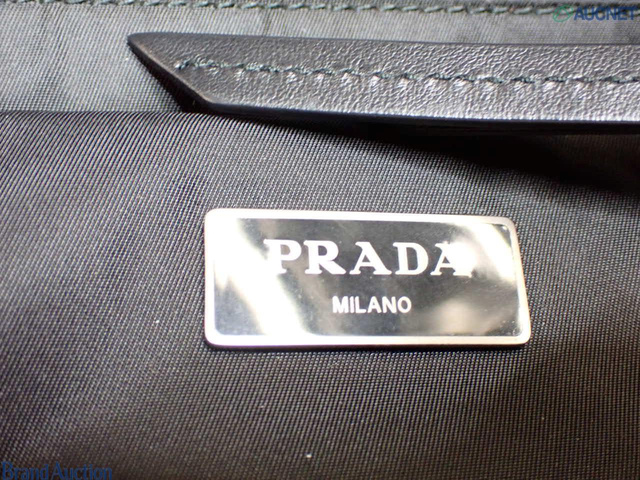 AUCNET
PRADA
MILANO
Brand Auction